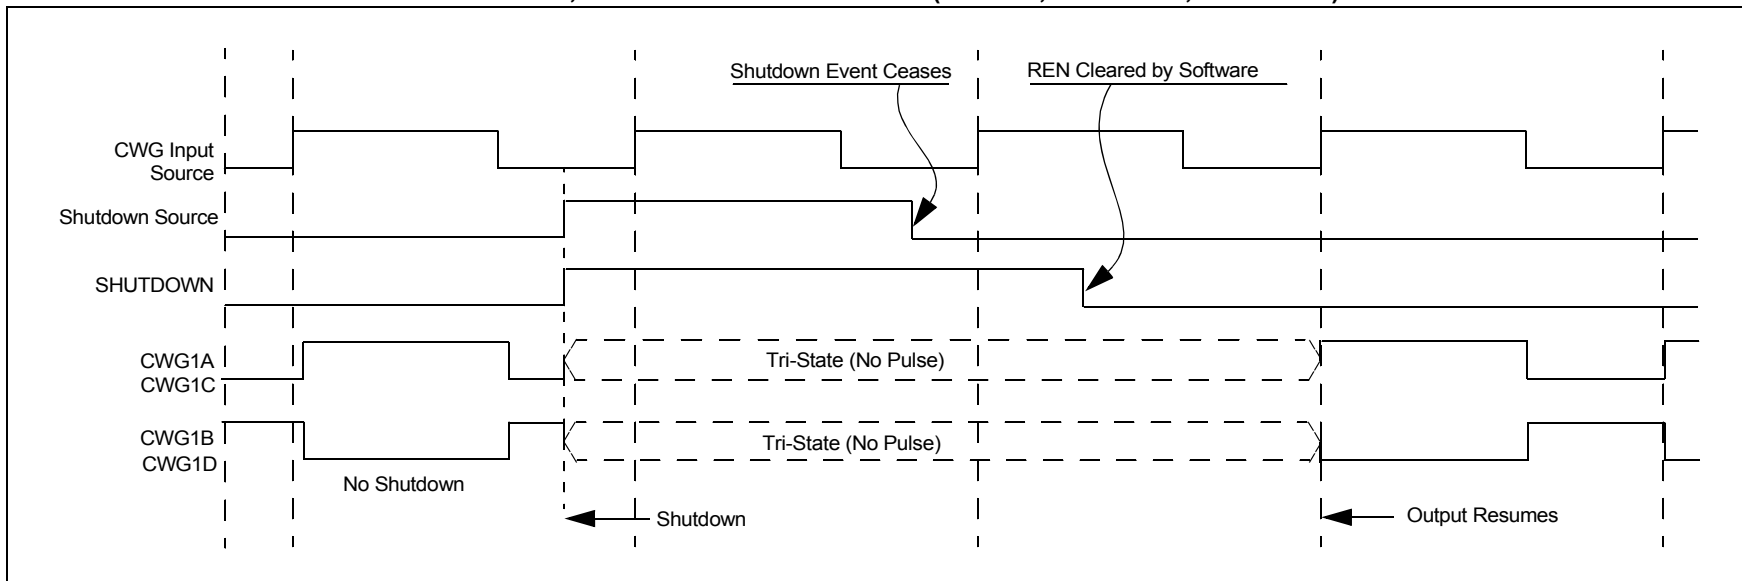 Shutdown Event Ceases
REN Cleared by Software
CWG Input
Source
Shutdown Source
SHUTDOWN
CWG1A
CWG1C
Tri-State (No Pulse)
CWG1B
CWG1D
Tri-State (No Pulse)
No Shutdown
Shutdown
Output Resumes